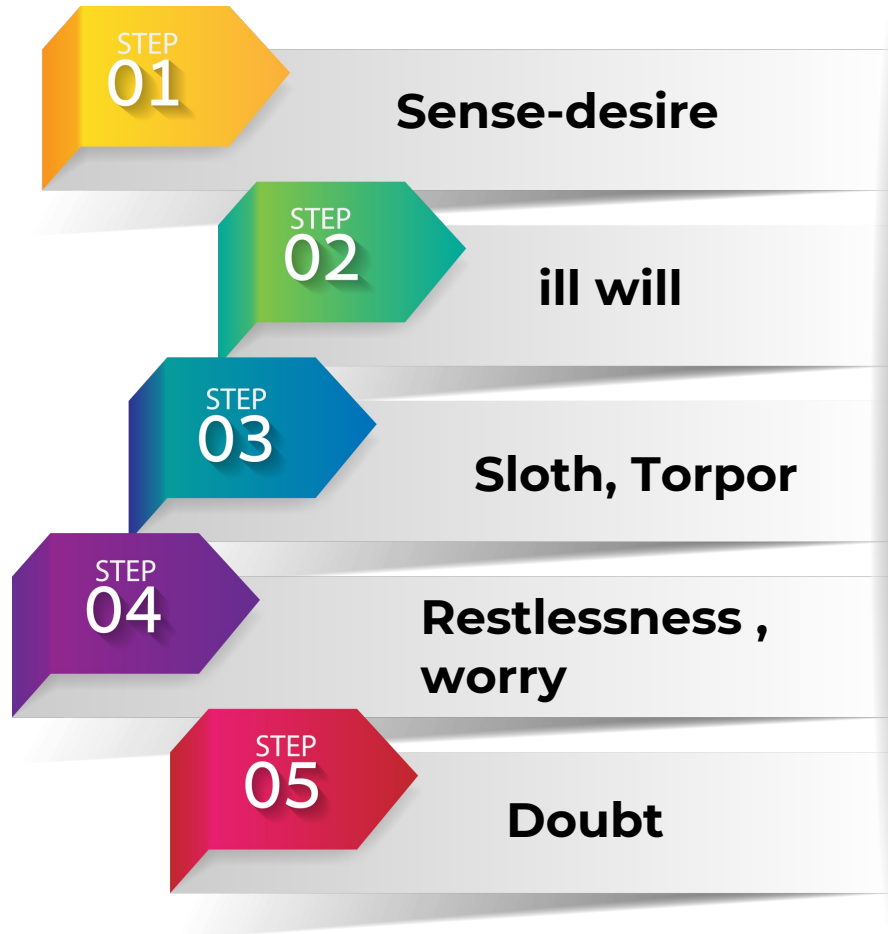 STEP
01
Sense-desire
STEP
02
ill will
STEP
03
Sloth, Torpor
STEP
04
Restlessness ,
worry
STEP
05
Doubt